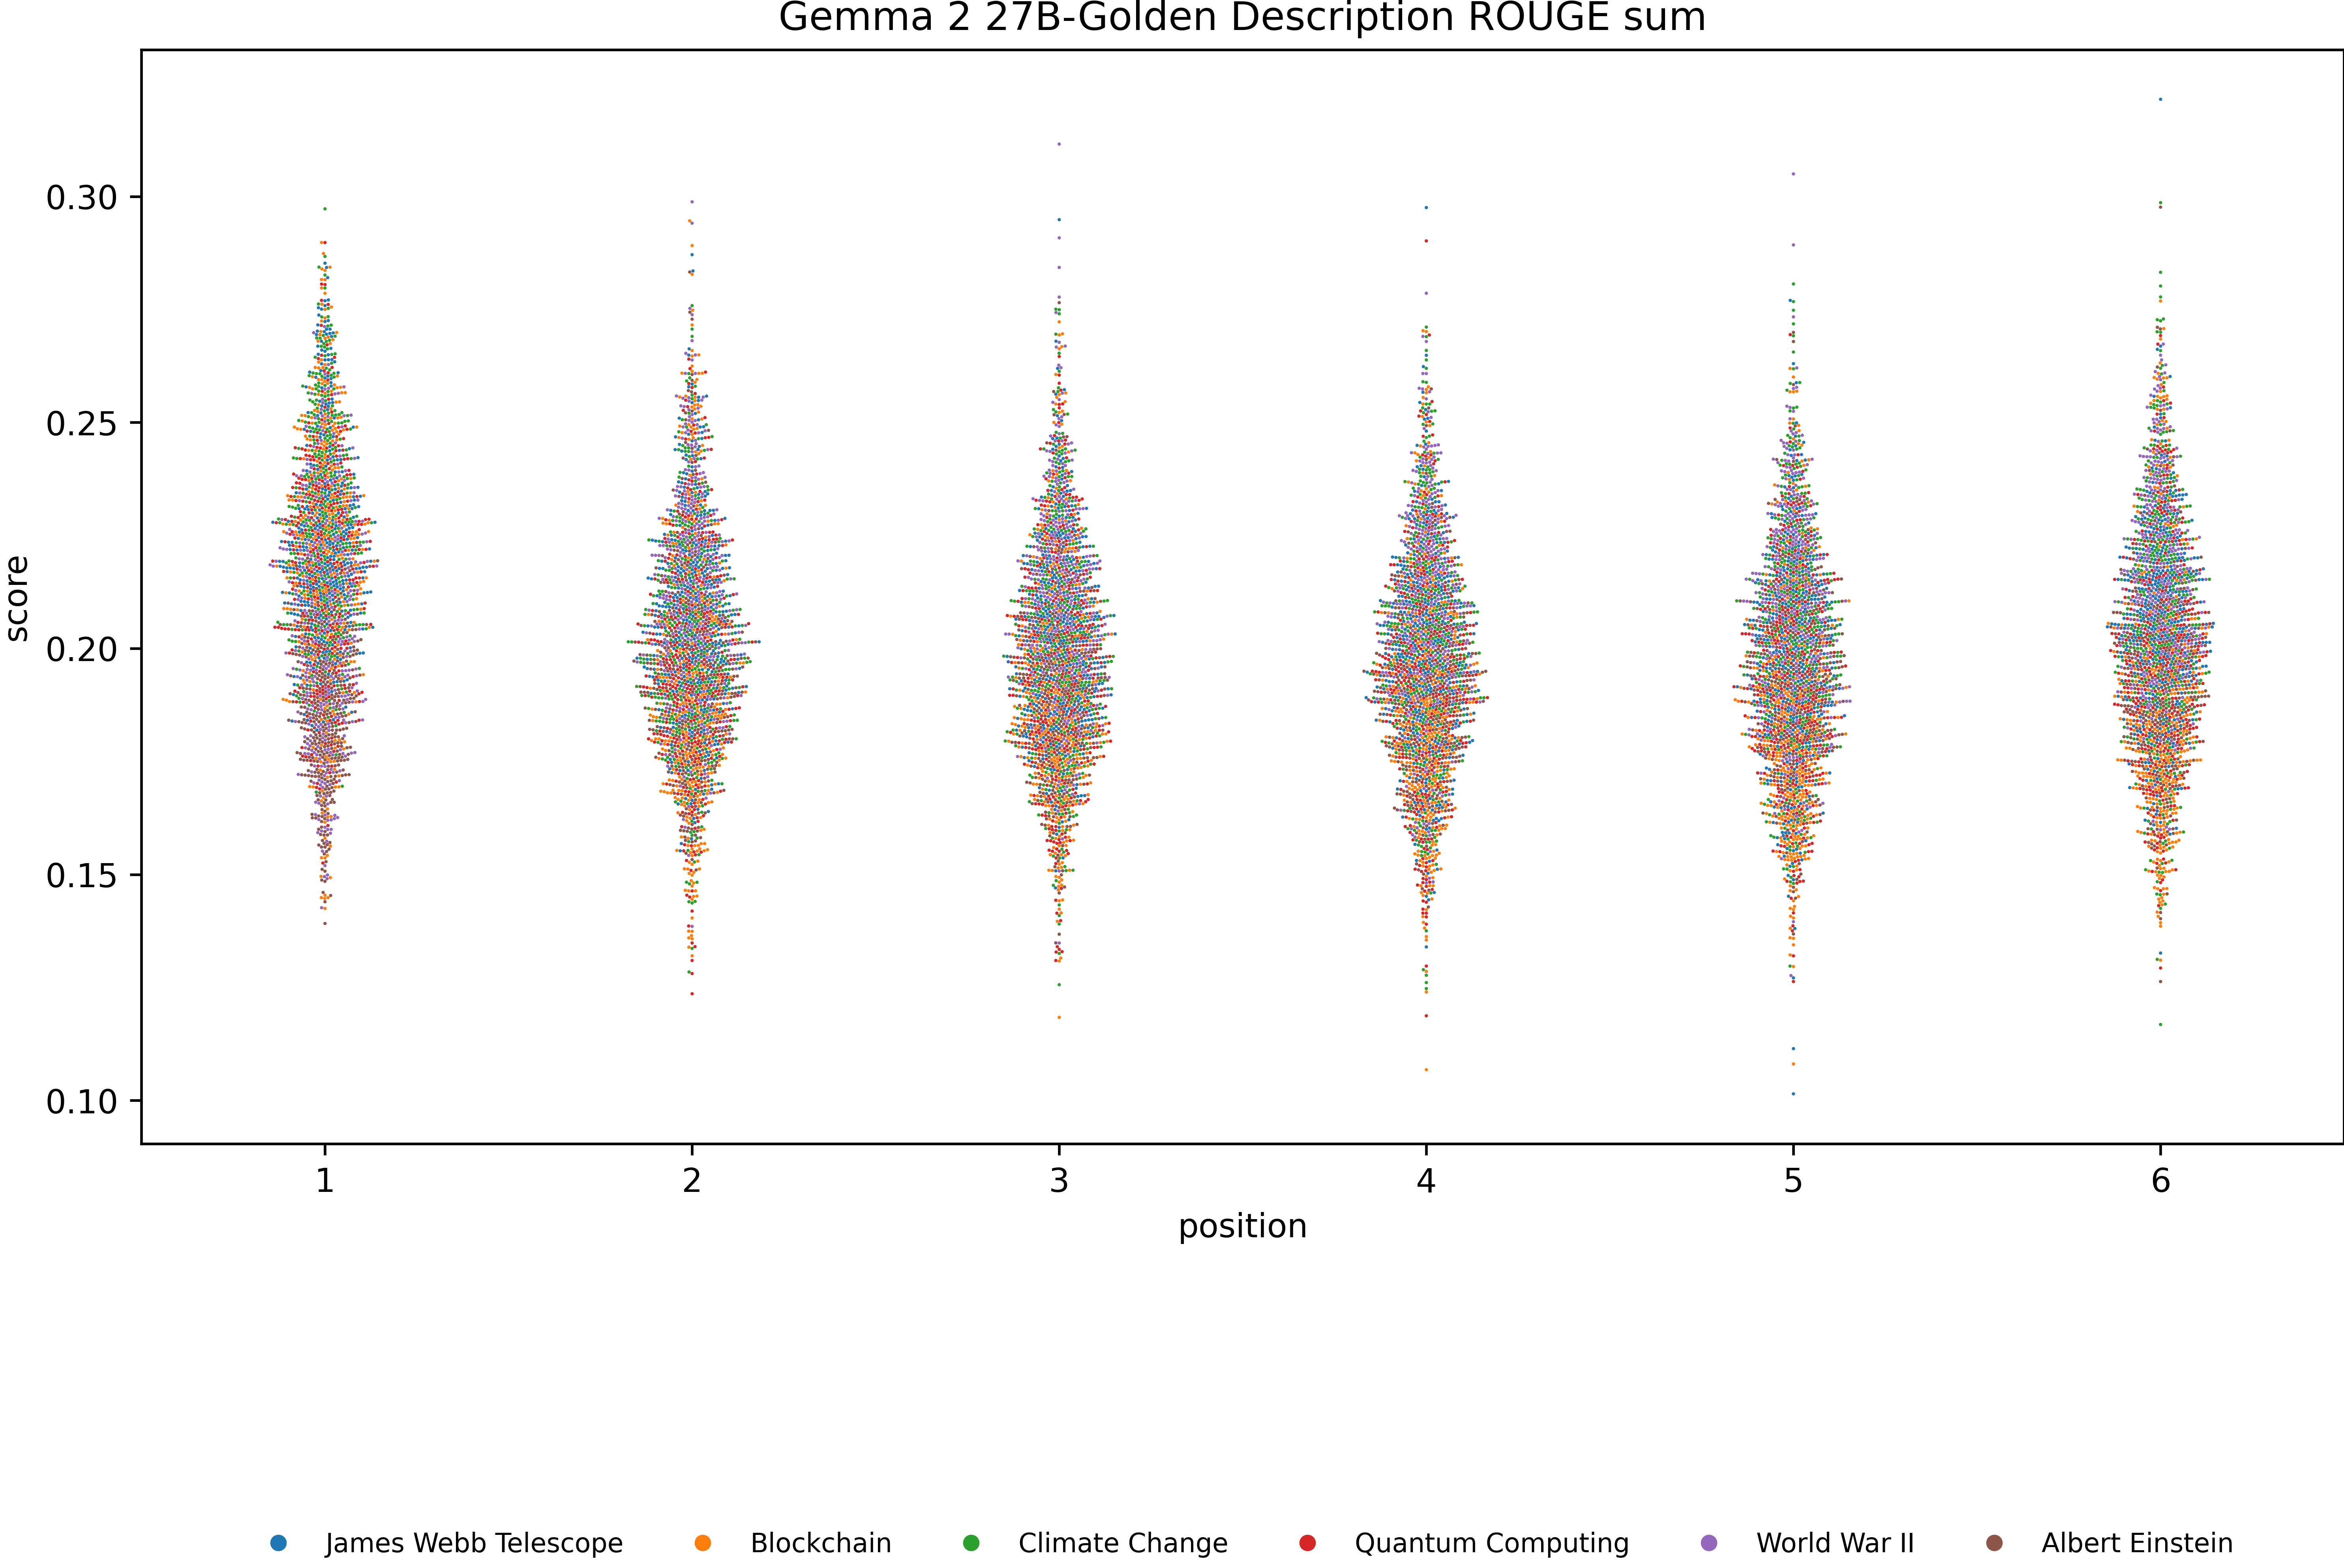 Gemma 2 27B-Golden Description ROUGE sum
score
0.30
0.25
0.20
0.15
0.10
1 2 3 4 5 6
position
James Webb Telescope Blockchain Climate Change Quantum Computing World War II Albert Einstein